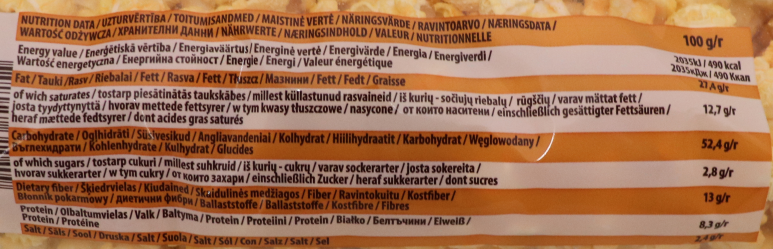 NUTRITION DATA / UZTURVĒRTĪBA / TOITUMISANDMED / MAISTINĖ VERTĖ / NÄRINGSVÄRDE / RAVINTOARVO / NÆRINGSDATA /
WARTOŚĆ ODŻYWCZA / ХРАНИТЕЛНИ ДАННИ / NÄHRWERTE / NÆRINGSINDHOLD / VALEUR / NUTRITIONNELLE
100 g/r
Energy value / Enerģētiskā vērtība / Energiaväärtus / Energinė vertė / Energivärde / Energia / Energiverdi /
Wartość energetyczna / Енергийна стойност / Energie / Energi / Valeur énergétique
2035kJ / 490 kcal
2035кДж / 490 Ккал
Fat / Tauki / Rasv / Riebalai / Fett / Rasva / Fett / Tłuszcz / Мазнини / Fett / Fedt / Graisse
27,4 g/r
of wich saturates / tostarp piesātinātās taukskābes / millest küllastunud rasvaineid / iš kurių - sočiųjų riebalų / rūgščių / varav mättat fett /
josta tyydyttynyttä / hvorav mettede fettsyrer / w tym kwasy tłuszczowe / nasycone / от които наситени / einschließlich gesättigter Fettsäuren /
heraf mættede fedtsyrer / dont acides gras saturés
12,7 g/r
Carbohydrate / Ogļhidrāti / Süsivesikud / Angliavandeniai / Kolhydrat / Hiilihydraatit / Karbohydrat / Węglowodany /
Въглехидрати / Kohlenhydrate / Kulhydrat / Glucides
52,4 g/r
of which sugars / tostarp cukuri / millest suhkruid / iš kurių - cukrų / varav sockerarter / josta sokereita /
hvorav sukkerarter / w tym cukry / от които захари / einschließlich Zucker / heraf sukkerarter / dont sucres
2,8 g/r
Dietary fiber / Šķiedrvielas / Kiudained / Skaidulinės medžiagos / Fiber / Ravintokuitu / Kostfiber /
Błonnik pokarmowy / диетични фибри / Ballaststoffe / Ballaststoffe / Kostfibre / Fibres
13 g/r
Protein / Olbaltumvielas / Valk / Baltyma / Protein / Proteiini / Protein / Białko / Белтъчини / Eiweiß /
Protein / Protéine
8,3 g/r
Salt / Sāls / Sool / Druska / Salt / Suola / Salt / Sól / Сол / Salz / Salt / Sel
2,4 g/r